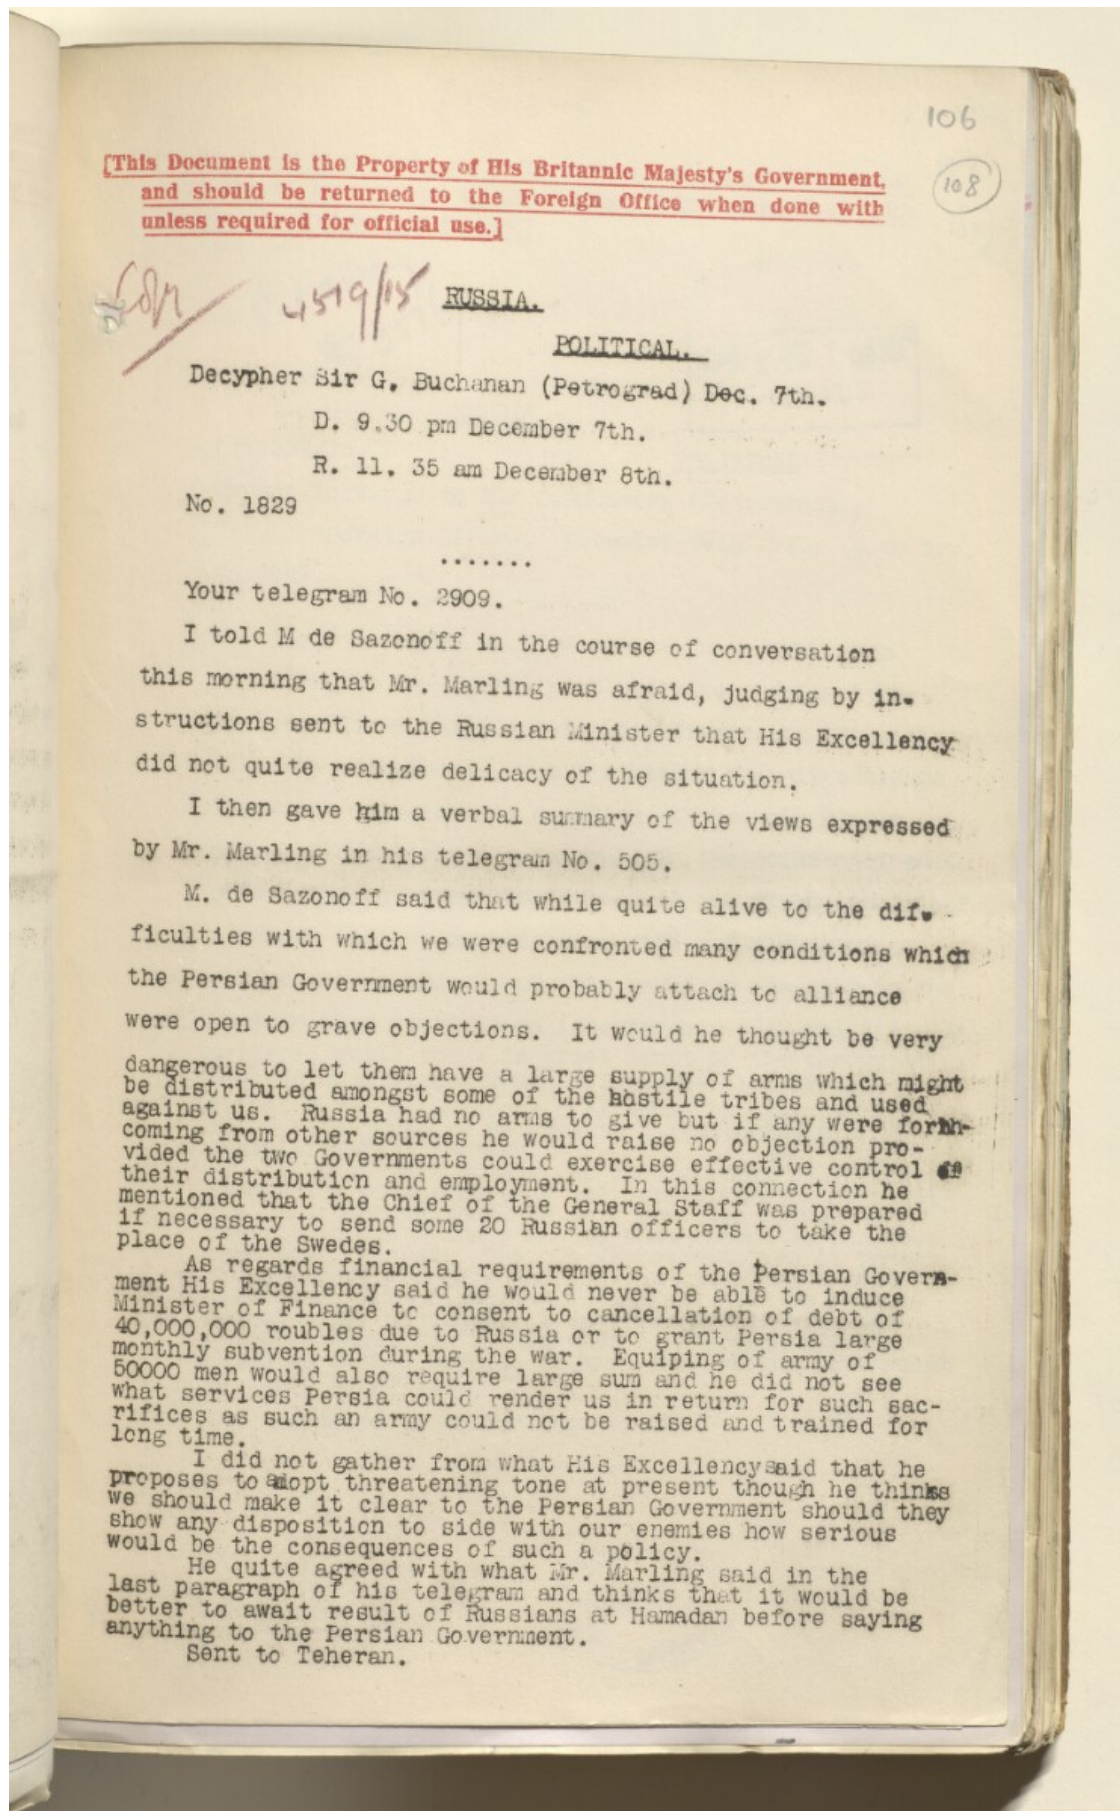 106
[This Document is the Property of His Britannic Majesty's Government,
and should be returned to the Foreign Office when done with
unless required for official use.]
108
4519/15
RUSSIA.
POLITICAL.
Decypher Sir G. Buchanan (Petrograd) Dec. 7th.
D. 9.30 pm December 7th.
R. 11. 35 am December 8th.
No. 1829
.......
Your telegram No. 2909.
I told M de Sazonoff in the course of conversation
this morning that Mr. Marling was afraid, judging by in-
structions sent to the Russian Minister that His Excellency
did not quite realize delicacy of the situation.
I then gave him a verbal summary of the views expressed
by Mr. Marling in his telegram No. 505.
M. de Sazonoff said that while quite alive to the dif-
ficulties with which we were confronted many conditions which
the Persian Government would probably attach to alliance
were open to grave objections. It would he thought be very
dangerous to let them have a large supply of arms which might
be distributed amongst some of the hostile tribes and used
against us. Russia had no arms to give but if any were forth-
coming from other sources he would raise no objection pro-
vided the two Governments could exercise effective control of
their distribution and employment. In this connection he
mentioned that the Chief of the General Staff was prepared
if necessary to send some 20 Russian officers to take the
place of the Swedes.
As regards financial requirements of the Persian Govern-
ment His Excellency said he would never be able to induce
Minister of Finance to consent to cancellation of debt of
40,000,000 roubles due to Russia or to grant Persia large
monthly subvention during the war. Equiping of army of
50000 men would also require large sum and he did not see
what services Persia could render us in return for such sac-
rifices as such an army could not be raised and trained for
long time.
I did not gather from what His Excellency said that he
proposes to adopt threatening tone at present though he thinks
we should make it clear to the Persian Government should they
show any disposition to side with our enemies how serious
would be the consequences of such a policy.
He quite agreed with what Mr. Marling said in the
last paragraph of his telegram and thinks that it would be
better to await result of Russians at Hamadan before saying
anything to the Persian Government.
Sent to Teheran.